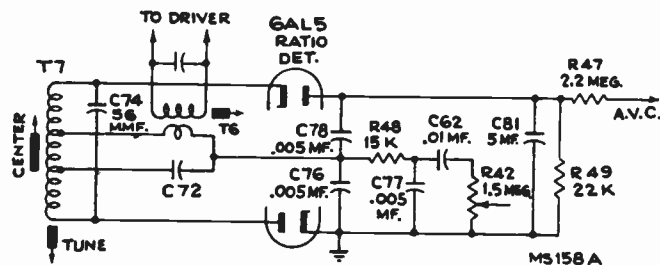 TO DRIVER
6AL5
RATIO
DET.
T7
C74
56
MMF.
T6
CENTER
C72
TUNE
C78
.005 MF.
C76
.005 MF.
R48
15 K
C62
.01 MF.
C77
.005
MF.
R42
1.5 MEG.
C81
5 MF.
R47
2.2 MEG.
A.V.C.
R49
22 K
MS158A